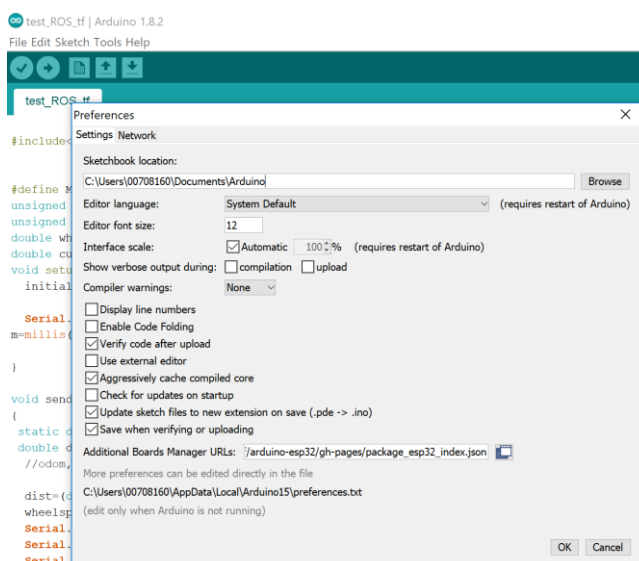 test_ROS_tf | Arduino 1.8.2
File Edit Sketch Tools Help
test_ROS_tf
Preferences
Settings Network
#include<
Sketchbook location:
C:\Users\00708160\Documents\Arduino Browse
#define M
unsigned Editor language: System Default (requires restart of Arduino)
unsigned Editor font size: 12
double wh
double cu Interface scale: Automatic 100 % (requires restart of Arduino)
void setu Show verbose output during: compilation upload
initial Compiler warnings: None
Display line numbers
Serial. Enable Code Folding
m=millis( Verify code after upload
Use external editor
} Aggressively cache compiled core
Check for updates on startup
void send Update sketch files to new extension on save (.pde -> .ino)
{ Save when verifying or uploading
static d
double d Additional Boards Manager URLs: /arduino-esp32/gh-pages/package_esp32_index.json
//odom, More preferences can be edited directly in the file
dist=(d C:\Users\00708160\AppData\Local\Arduino15\preferences.txt
wheelsp (edit only when Arduino is not running)
Serial.
Serial. OK Cancel
Serial